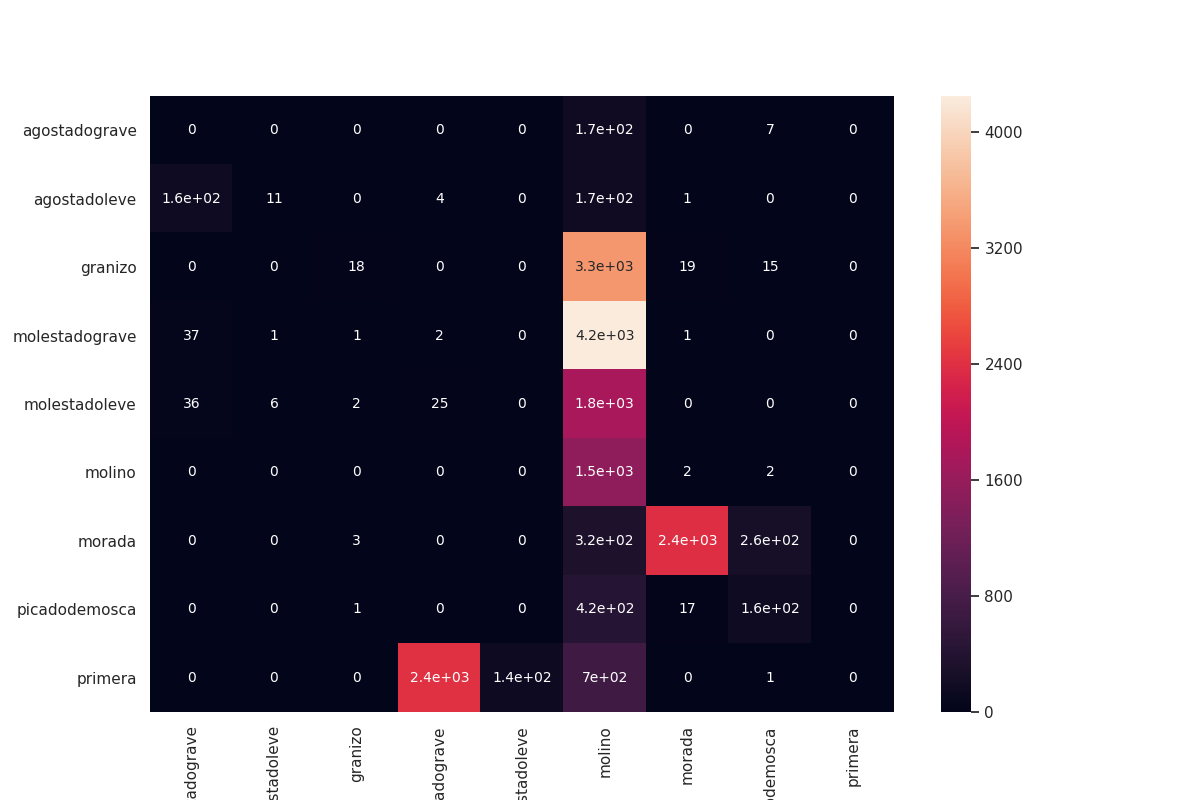 agostadograve 0 0 0 0 0 1.7e+02 0 7 0
agostadoleve 1.6e+02 11 0 4 0 1.7e+02 1 0 0
granizo 0 0 18 0 0 3.3e+03 19 15 0
molestadograve 37 1 1 2 0 4.2e+03 1 0 0
molestadoleve 36 6 2 25 0 1.8e+03 0 0 0
molino 0 0 0 0 0 1.5e+03 2 2 0
morada 0 0 3 0 0 3.2e+02 2.4e+03 2.6e+02 0
picadodemosca 0 0 1 0 0 4.2e+02 17 1.6e+02 0
primera 0 0 0 2.4e+03 1.4e+02 7e+02 0 1 0
adograve stadoleve granizo adograve stadoleve molino morada odemosca primera
4000
3200
2400
1600
800
0